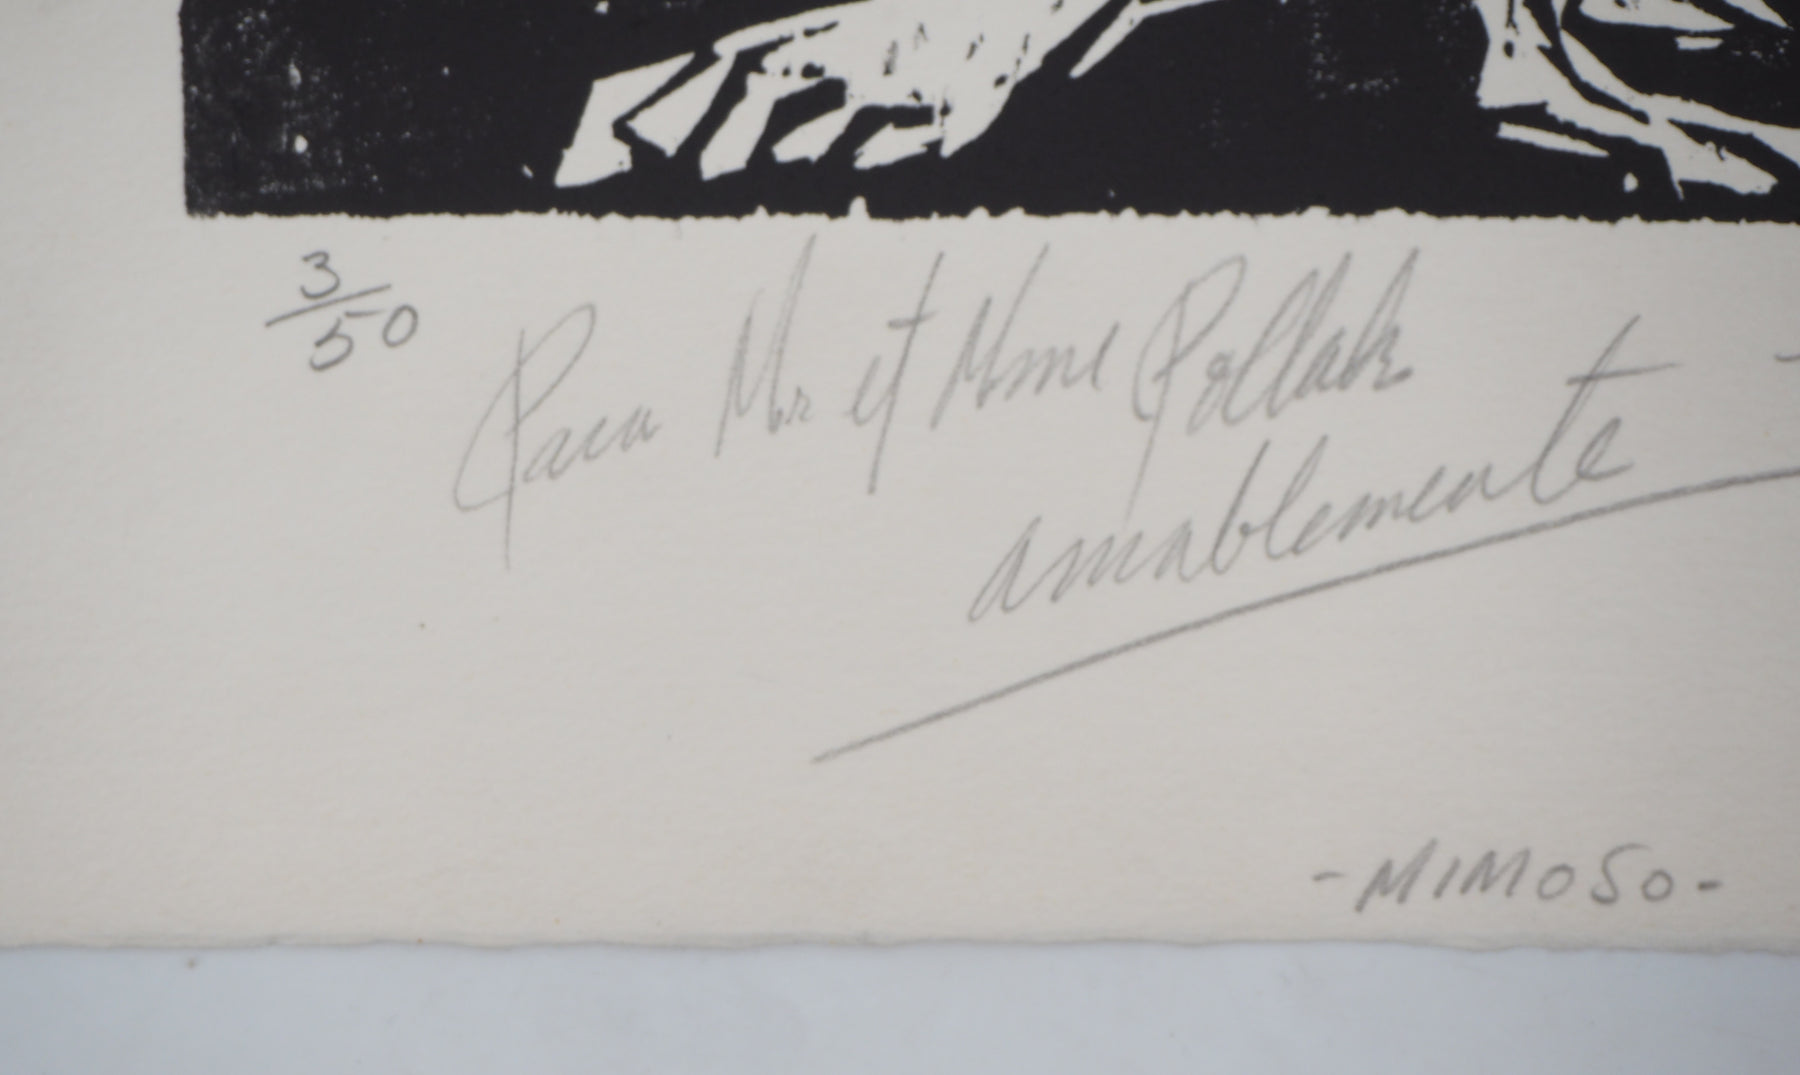 3/50
Para Mr et Mme Pollak
amablemente
- MIMOSO -